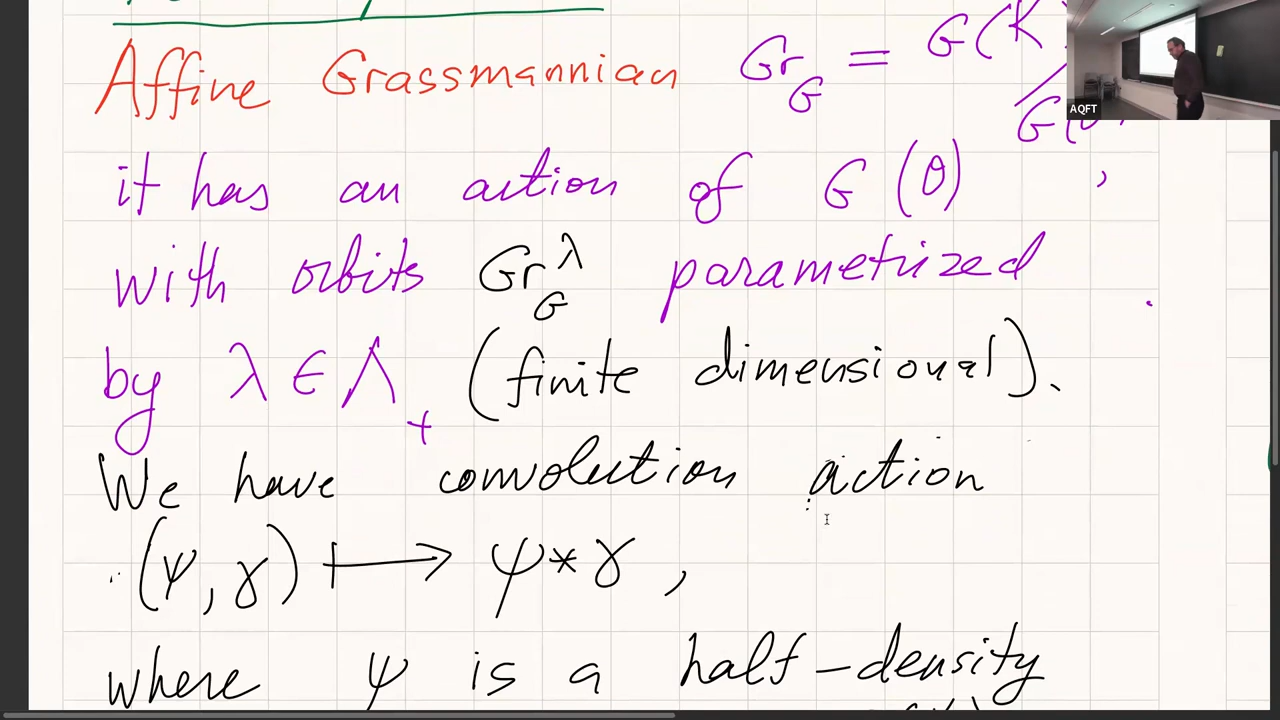 Affine Grassmannian Gr_G = G(K)
AQFT
it has an action of G(O),
with orbits Gr_G^λ parametrized
by λ ∈ Λ_+ (finite dimensional).
We have convolution action
(ψ, γ) ⟼ ψ * γ,
where ψ is a half-density